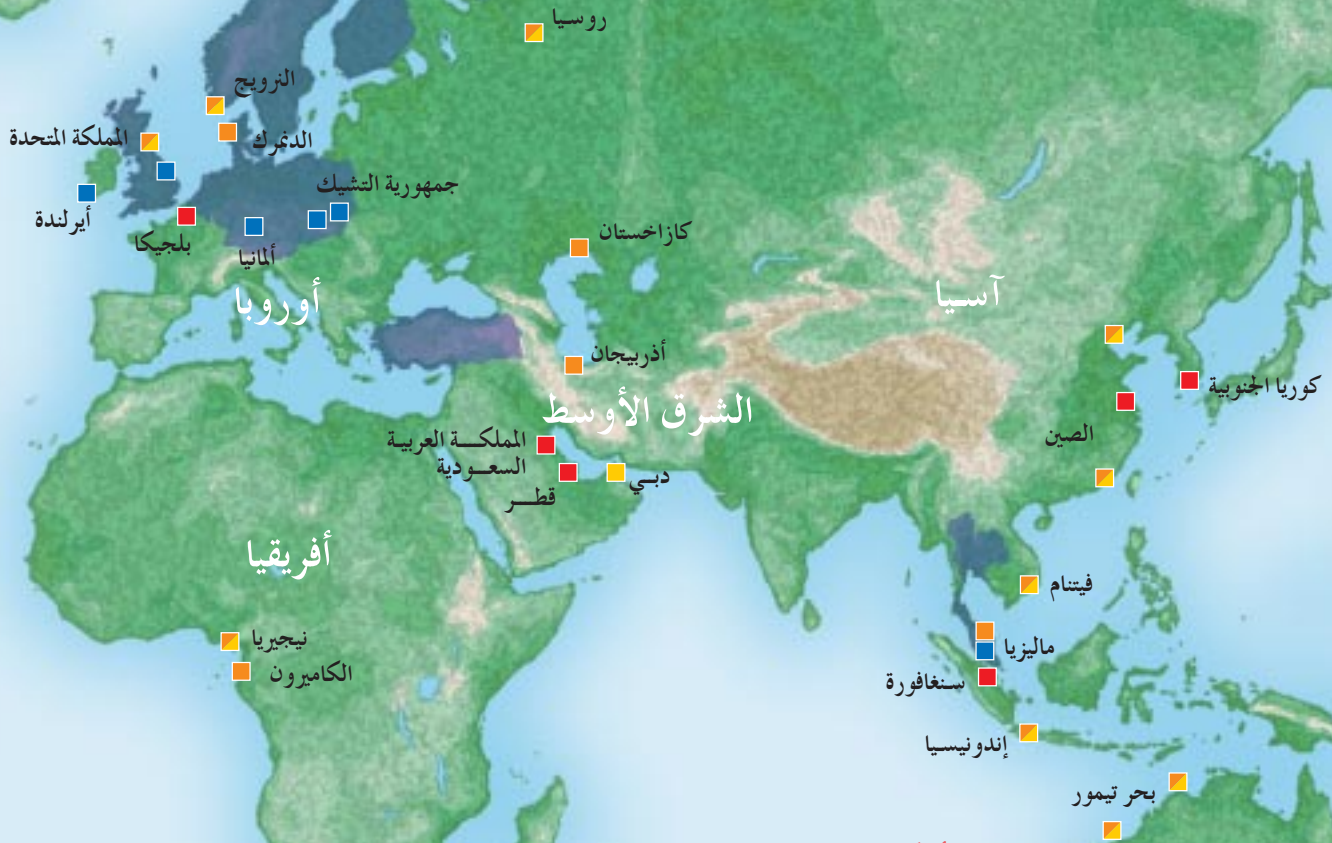 روسيا
النرويج
المملكة المتحدة
الدنمرك
جمهورية التشيك
أيرلندة
بلجيكا
ألمانيا
كازاخستان
أوروبا
آسيا
أذربيجان
كوريا الجنوبية
الشرق الأوسط
الصين
المملكة العربية
السعودية
دبي
قطر
أفريقيا
فيتنام
نيجيريا
ماليزيا
الكاميرون
سنغافورة
إندونيسيا
بحر تيمور